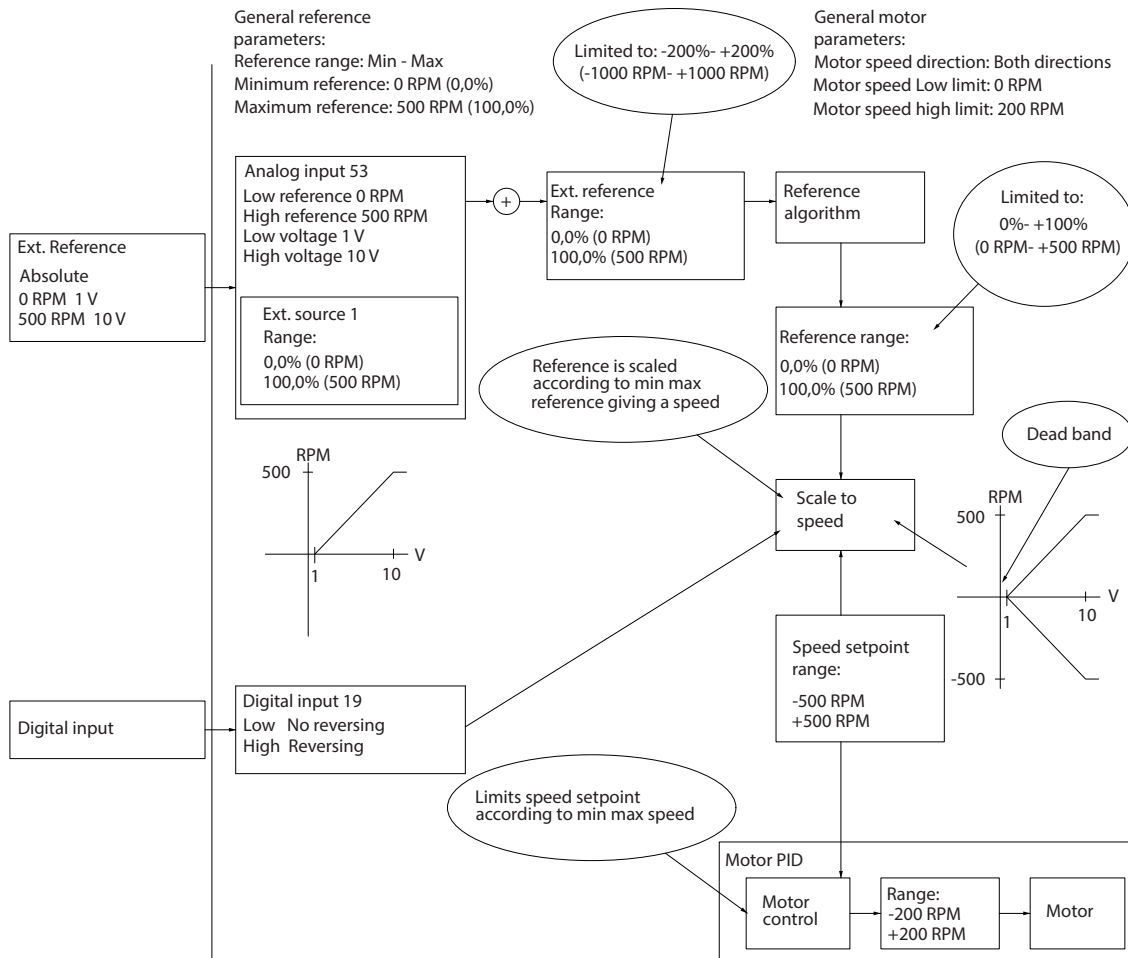 General reference
parameters:
Reference range: Min - Max
Minimum reference: 0 RPM (0,0%)
Maximum reference: 500 RPM (100,0%)
Limited to: -200%- +200%
(-1000 RPM- +1000 RPM)
General motor
parameters:
Motor speed direction: Both directions
Motor speed Low limit: 0 RPM
Motor speed high limit: 200 RPM
Ext. Reference
Absolute
0 RPM 1 V
500 RPM 10 V
Analog input 53
Low reference 0 RPM
High reference 500 RPM
Low voltage 1 V
High voltage 10 V
Ext. source 1
Range:
0,0% (0 RPM)
100,0% (500 RPM)
+
Ext. reference
Range:
0,0% (0 RPM)
100,0% (500 RPM)
Reference
algorithm
Limited to:
0%- +100%
(0 RPM- +500 RPM)
Reference range:
0,0% (0 RPM)
100,0% (500 RPM)
Reference is scaled
according to min max
reference giving a speed
RPM
500
1
10
V
Scale to
speed
Dead band
RPM
500
1
10
V
-500
Speed setpoint
range:
-500 RPM
+500 RPM
Digital input
Digital input 19
Low No reversing
High Reversing
Limits speed setpoint
according to min max speed
Motor PID
Motor
control
Range:
-200 RPM
+200 RPM
Motor